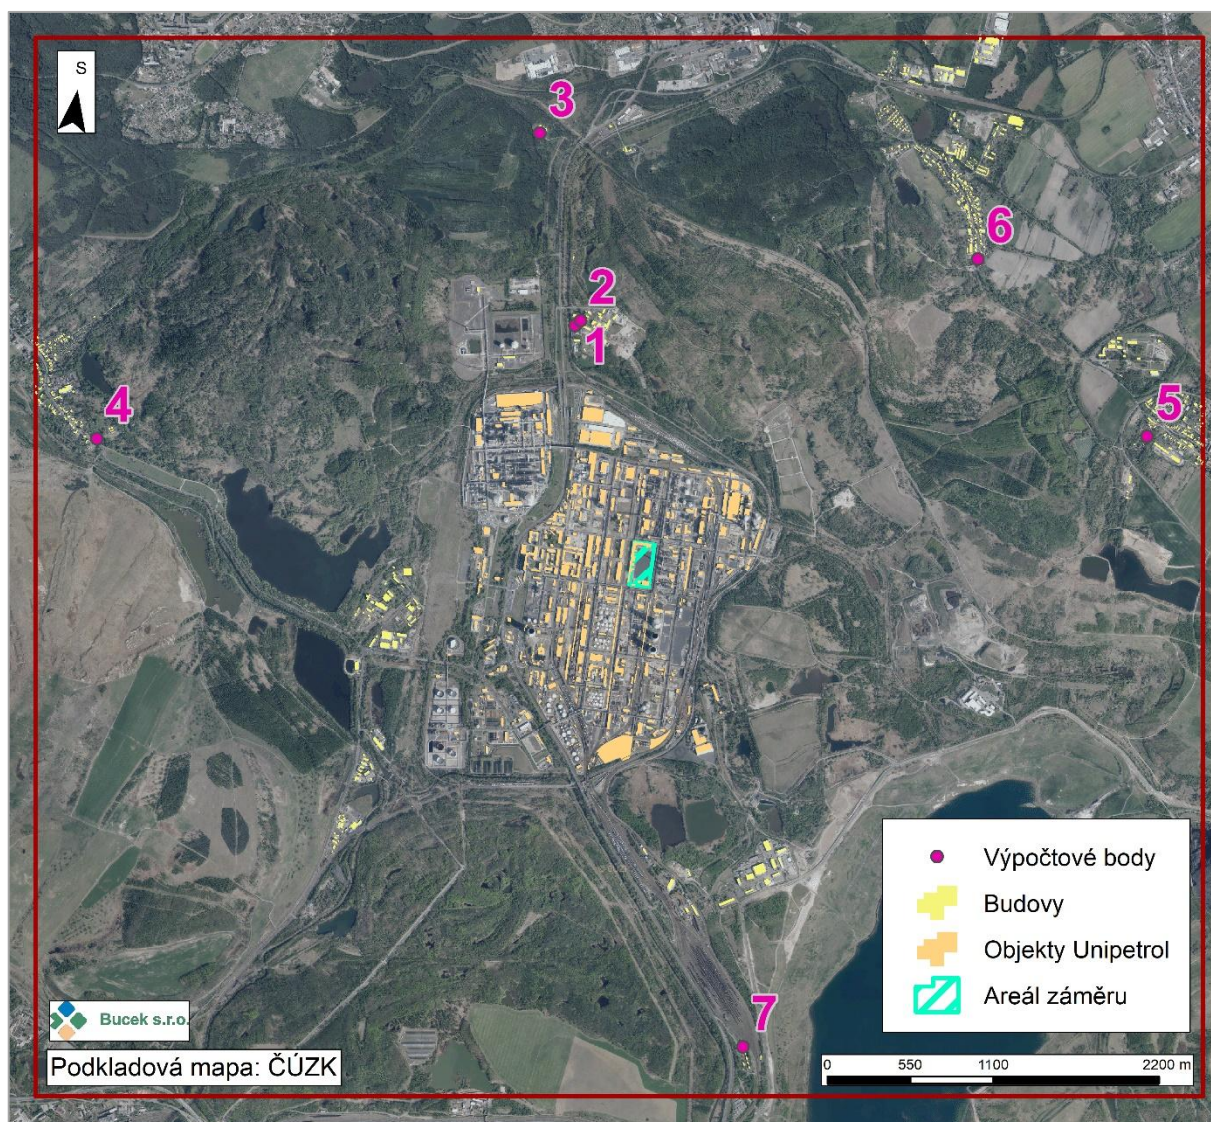 S
3
6
2
1
4
5
7
Výpočtové body
Budovy
Objekty Unipetrol
Areál záměru
Bucek s.r.o.
Podkladová mapa: ČÚZK
0 550 1100 2200 m